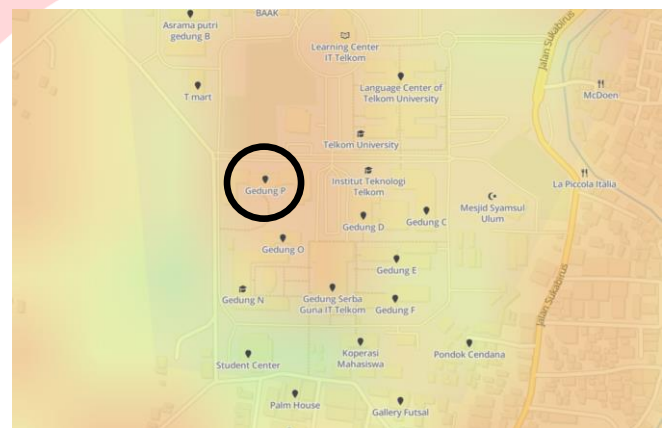 BAAK
Asrama putri
gedung B
Learning Center
IT Telkom
Jalan Sukabirus
T mart
Language Center of
Telkom University
McDoen
Telkom University
Gedung P
Institut Teknologi
Telkom
La Piccola Italia
Mesjid Syamsul
Ulum
Gedung D
Gedung C
Gedung O
Gedung E
Gedung N
Gedung Serba
Guna IT Telkom
Gedung F
Jalan Sukabirus
Student Center
Koperasi
Mahasiswa
Pondok Cendana
Palm House
Gallery Futsal